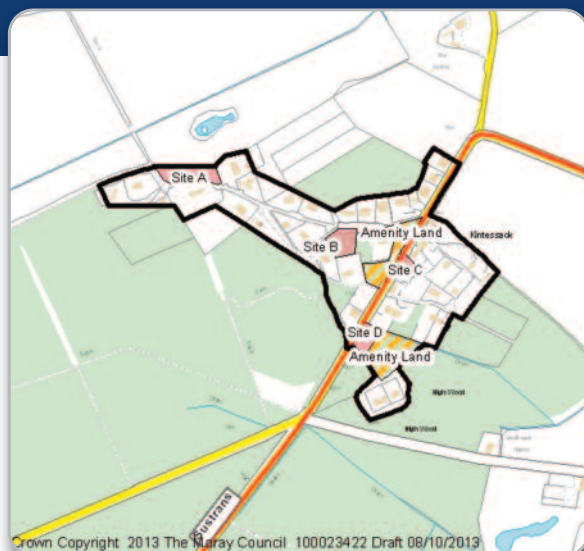 Site A
Site B
Amenity Land
Kintessack
Site C
Site D
Amenity Land
High Wood
High Wood
Sustrans
Crown Copyright 2013 The Moray Council 100023422 Draft 08/10/2013